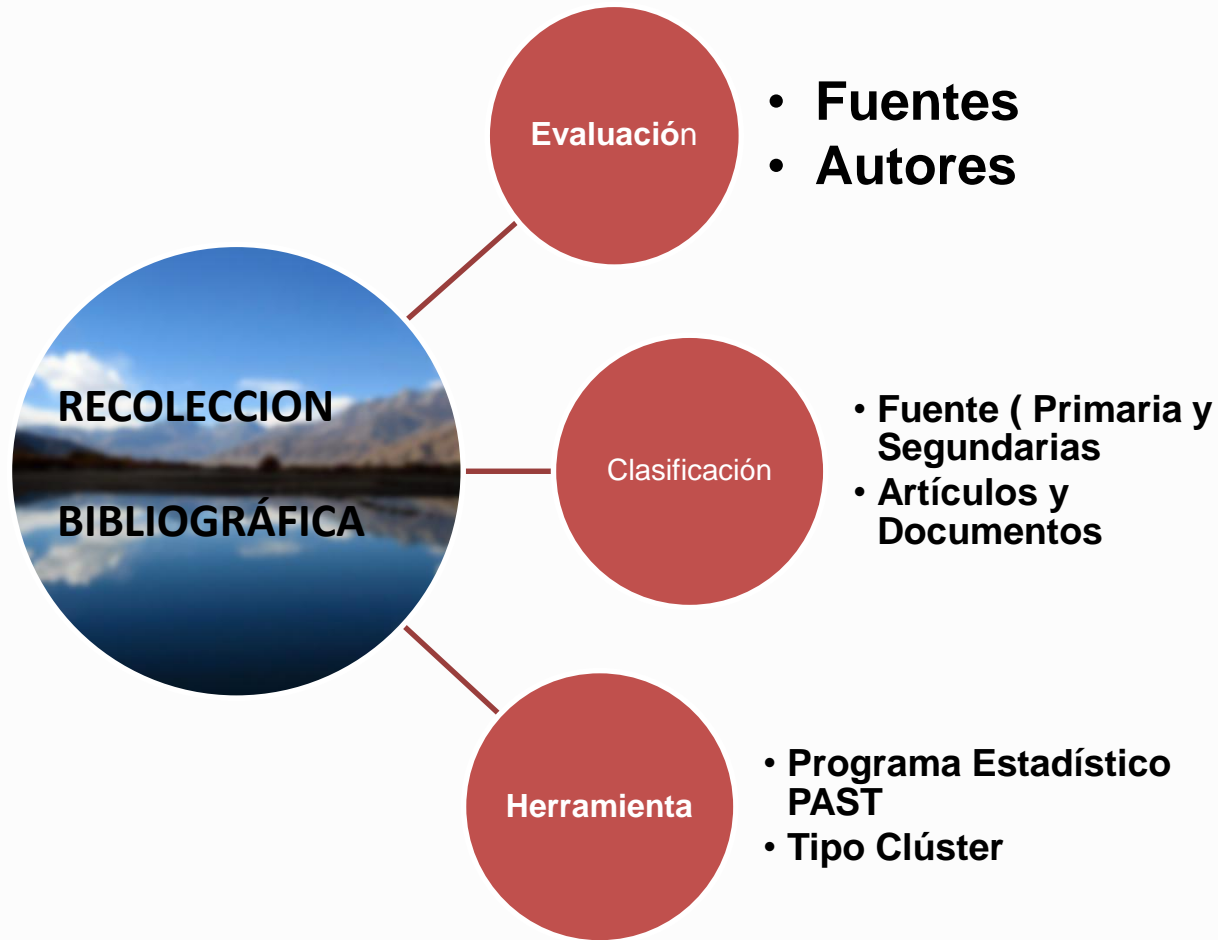 Evaluación
• Fuentes
• Autores
RECOLECCION
BIBLIOGRÁFICA
Clasificación
• Fuente ( Primaria y
Segundarias
• Artículos y
Documentos
Herramienta
• Programa Estadístico
PAST
• Tipo Clúster